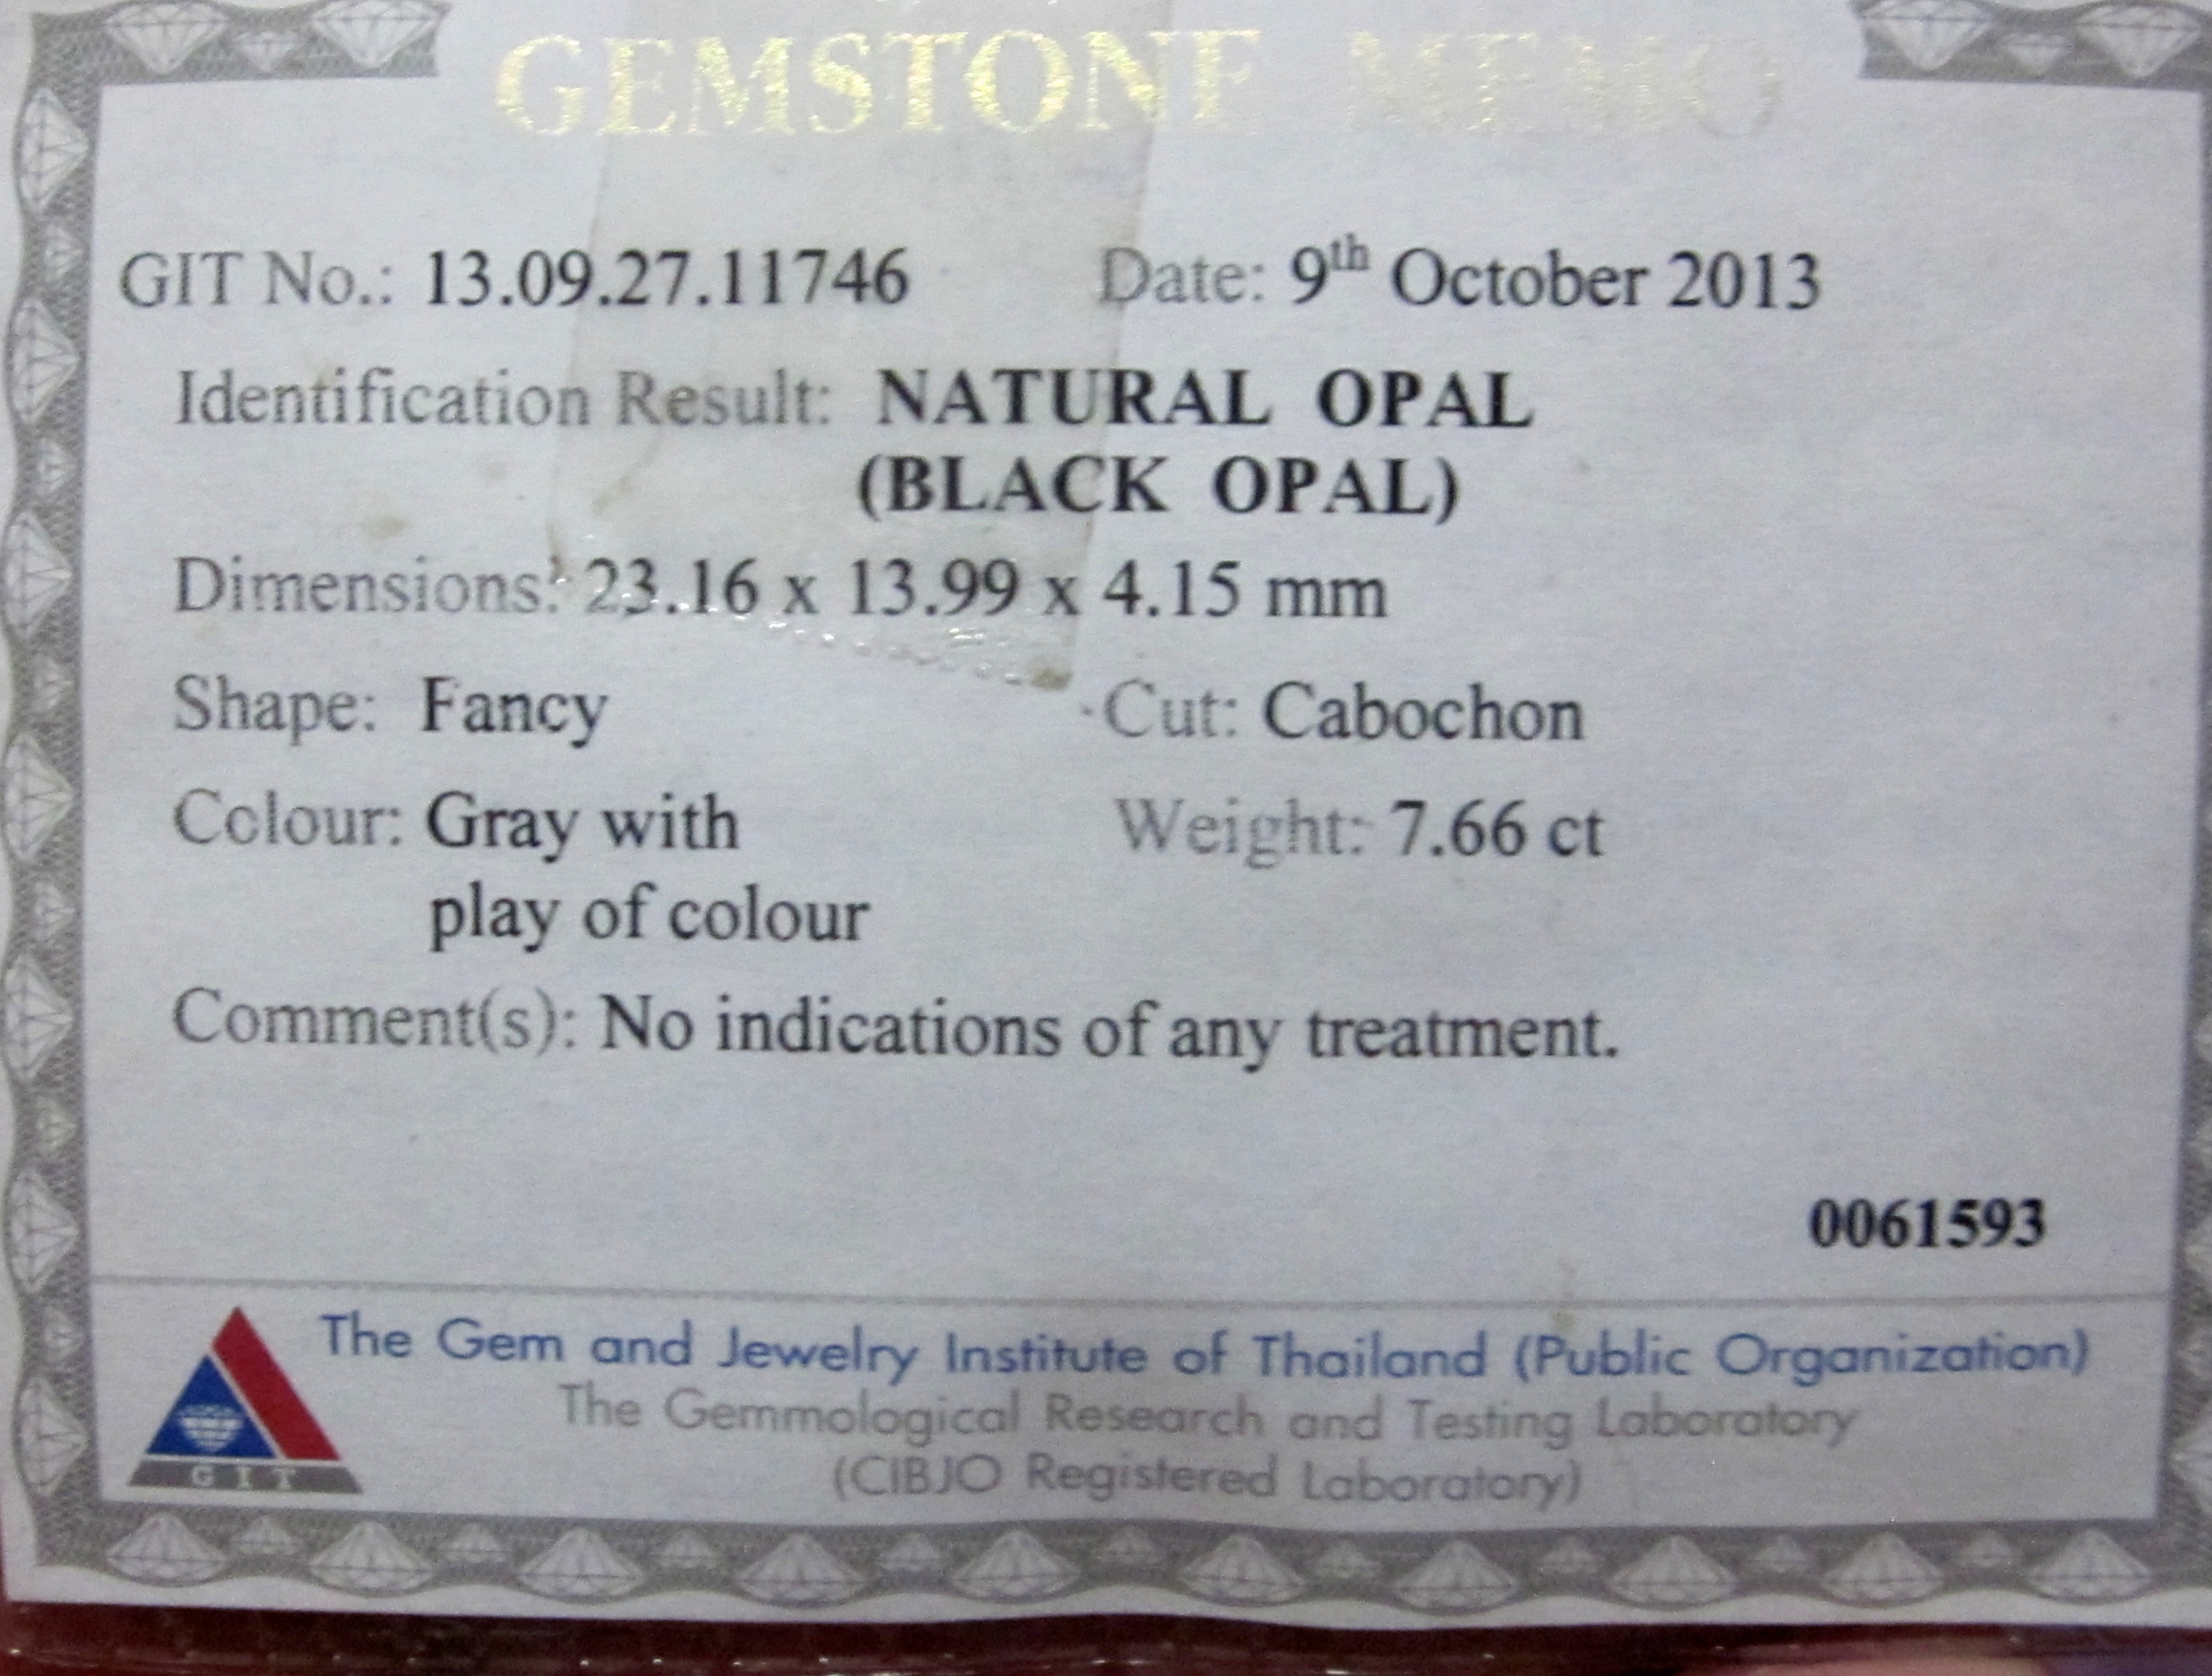 GEMSTONE MEMO
GIT No.: 13.09.27.11746 Date: 9th October 2013
Identification Result: NATURAL OPAL
(BLACK OPAL)
Dimensions: 23.16 x 13.99 x 4.15 mm
Shape: Fancy Cut: Cabochon
Colour: Gray with Weight: 7.66 ct
play of colour
Comment(s): No indications of any treatment.
0061593
The Gem and Jewelry Institute of Thailand (Public Organization)
The Gemmological Research and Testing Laboratory
(CIBJO Registered Laboratory)
GIT